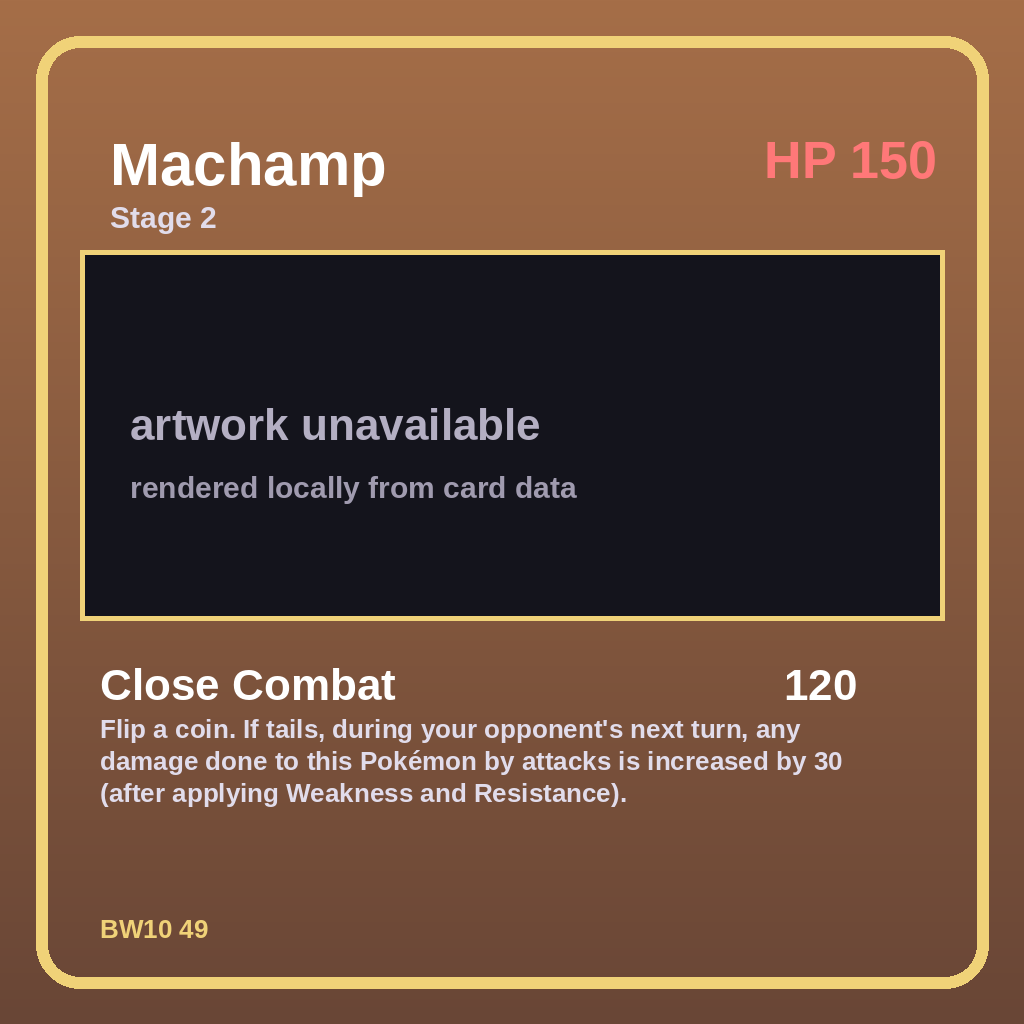 Machamp
HP 150
Stage 2
artwork unavailable
rendered locally from card data
Close Combat
120
Flip a coin. If tails, during your opponent's next turn, any
damage done to this Pokémon by attacks is increased by 30
(after applying Weakness and Resistance).
BW10 49